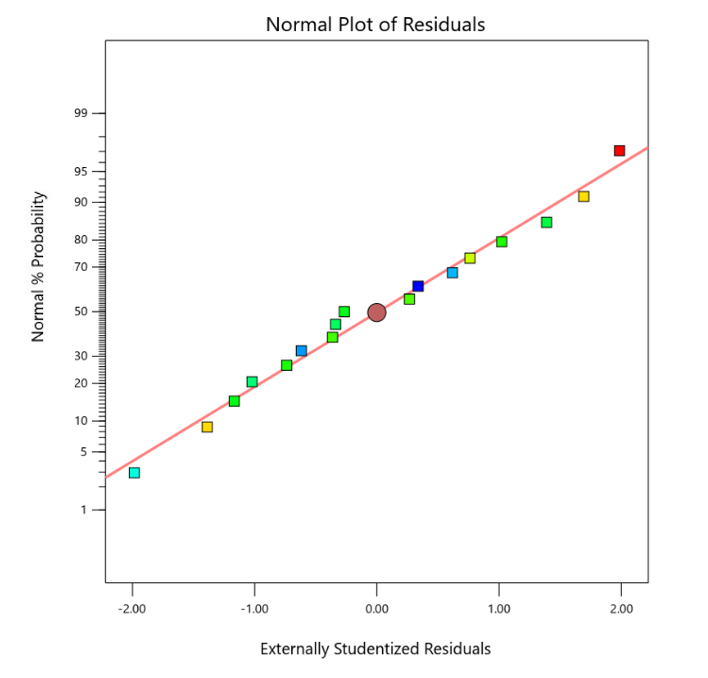 Normal Plot of Residuals
Normal % Probability
99
95
90
80
70
50
30
20
10
5
1
-2.00 -1.00 0.00 1.00 2.00
Externally Studentized Residuals